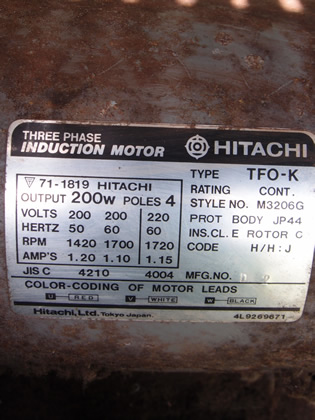 THREE PHASE
INDUCTION MOTOR HITACHI
71-1819 HITACHI
OUTPUT 200W POLES 4
VOLTS 200 200 220
HERTZ 50 60 60
RPM 1420 1700 1720
AMP'S 1.20 1.10 1.15
JIS C 4210 4004
TYPE TFO-K
RATING CONT.
STYLE NO. M3206G
PROT BODY JP44
INS.CL.E ROTOR C
CODE H/H:J
MFG.NO.
COLOR-CODING OF MOTOR LEADS
U RED V WHITE W BLACK
Hitachi, Ltd. Tokyo Japan.
4L9269671